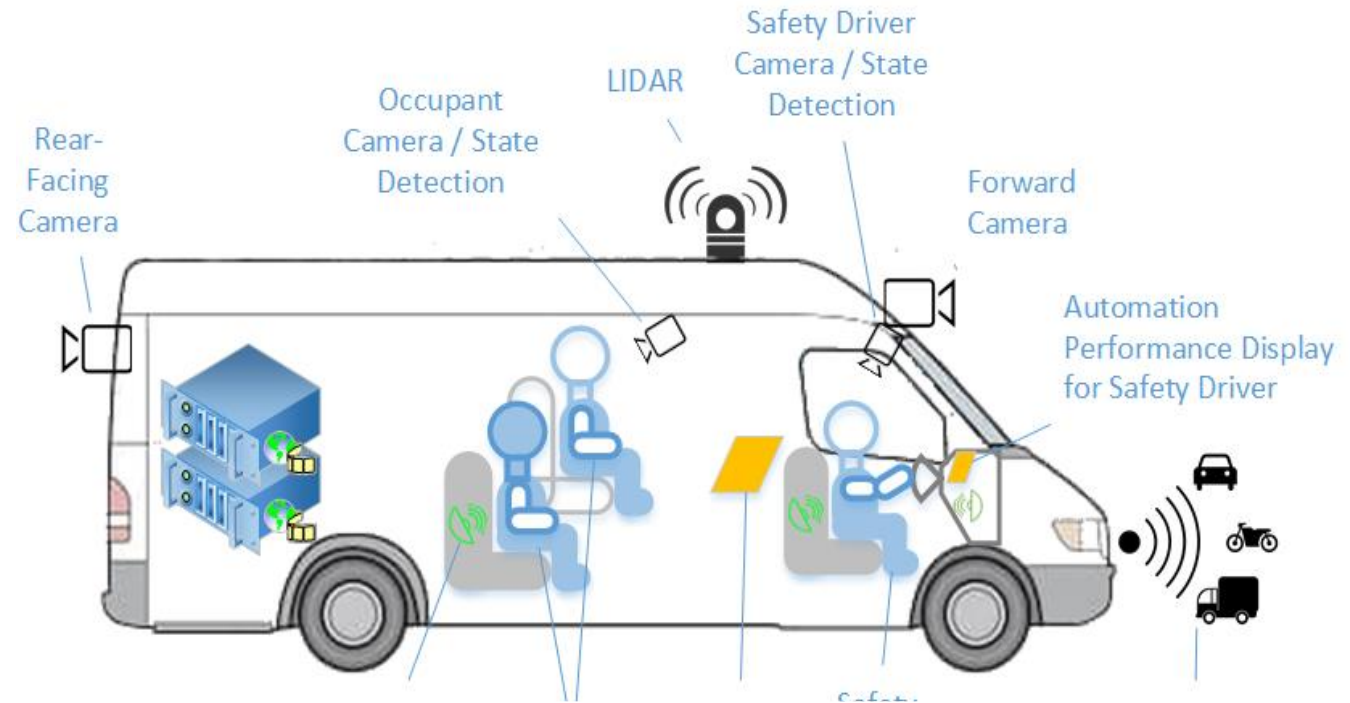 Rear-
Facing
Camera
Occupant
Camera / State
Detection
LIDAR
Safety Driver
Camera / State
Detection
Forward
Camera
Automation
Performance Display
for Safety Driver
Safety